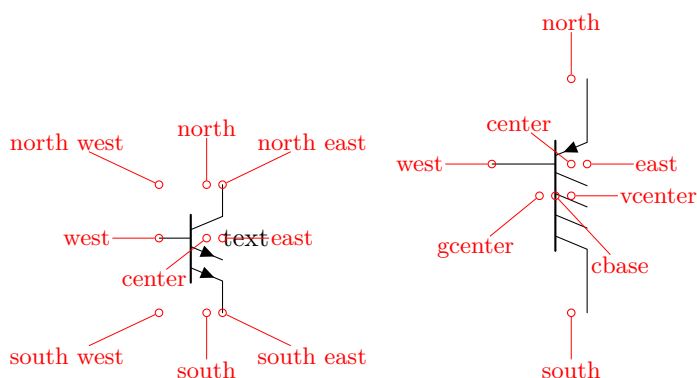 north
north
center
north west
north east
west
east
vcenter
west
text
east
gcenter
cbase
center
south west
south east
south
south